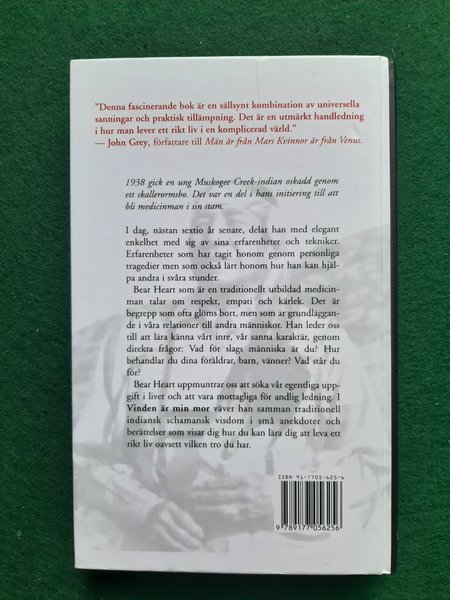 "Denna fascinerande bok är en sällsynt kombination av universella
sanningar och praktisk tillämpning. Det är en utmärkt handledning
i hur man lever ett rikt liv i en komplicerad värld."
— John Grey, författare till Män är från Mars Kvinnor är från Venus.
1938 gick en ung Muskogee Creek-indian oskadd genom
ett skallerormsbo. Det var en del i hans initiering till att
bli medicinman i sin stam.
I dag, nästan sextio år senare, delar han med elegant
enkelhet med sig av sina erfarenheter och tekniker.
Erfarenheter som har tagit honom genom personliga
tragedier men som också lärt honom hur han kan hjäl-
pa andra i svåra stunder.
Bear Heart som är en traditionellt utbildad medicin-
man talar om respekt, empati och kärlek. Det är
begrepp som ofta glöms bort, men som är grundläggan-
de i våra relationer till andra människor. Han leder oss
till att lära känna vårt inre, vår sanna karaktär, genom
direkta frågor: Vad för slags människa är du? Hur
behandlar du dina föräldrar, barn, vänner? Vad står du
för?
Bear Heart uppmuntrar oss att söka vår egentliga upp-
gift i livet och att vara mottagliga för andlig ledning. I
Vinden är min mor väver han samman traditionell
indiansk schamansk visdom i små anekdoter och
berättelser som visar dig hur du kan lära dig att leva ett
rikt liv oavsett vilken tro du har.
ISBN 91-7705-625-6
9 789177 056256